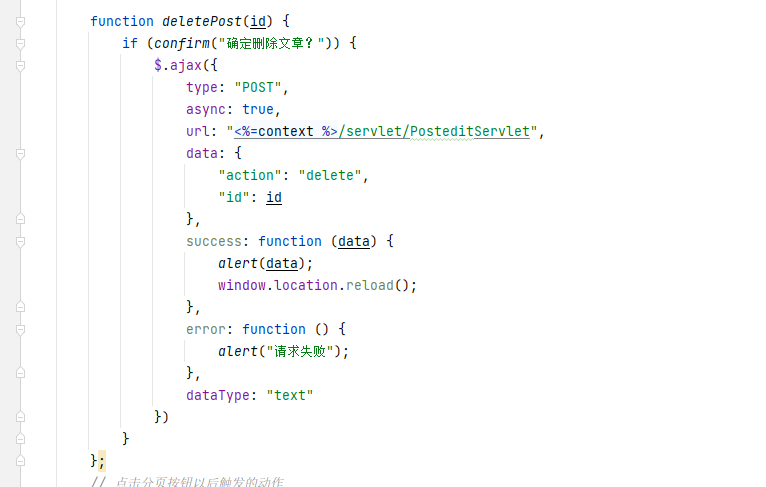 function deletePost(id) {
if (confirm("确定删除文章？")) {
$.ajax({
type: "POST",
async: true,
url: "<%=context %>/servlet/PosteditServlet",
data: {
"action": "delete",
"id": id
},
success: function (data) {
alert(data);
window.location.reload();
},
error: function () {
alert("请求失败");
},
dataType: "text"
})
}
};
// 点击分页按钮以后触发的动作